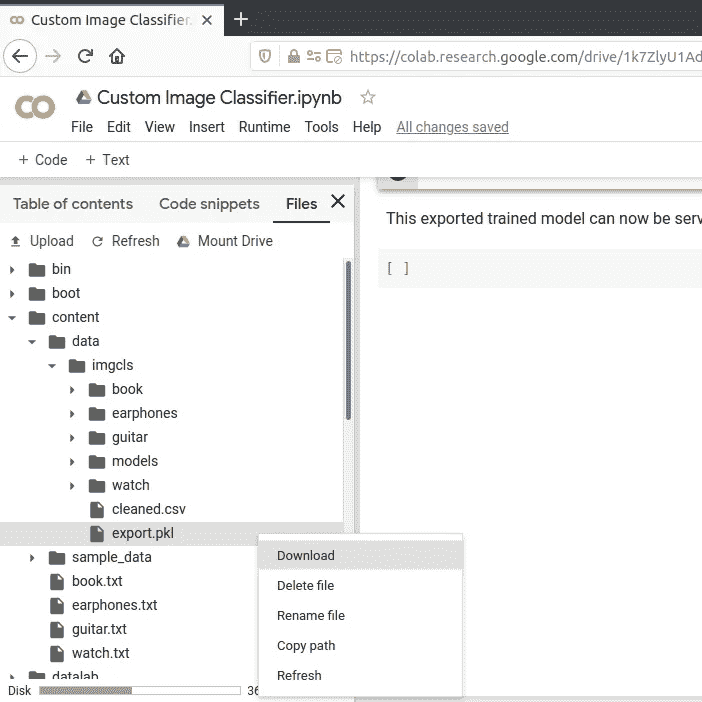 Custom Image Classifier.
https://colab.research.google.com/drive/1k7ZlyU1Ad
Custom Image Classifier.ipynb
File Edit View Insert Runtime Tools Help All changes saved
+ Code + Text
Table of contents Code snippets Files
Upload Refresh Mount Drive
This exported trained model can now be serv
[ ]
bin
boot
content
data
imgcls
book
earphones
guitar
models
watch
cleaned.csv
export.pkl
sample_data
book.txt
earphones.txt
guitar.txt
watch.txt
datalab
Disk 36
Download
Delete file
Rename file
Copy path
Refresh